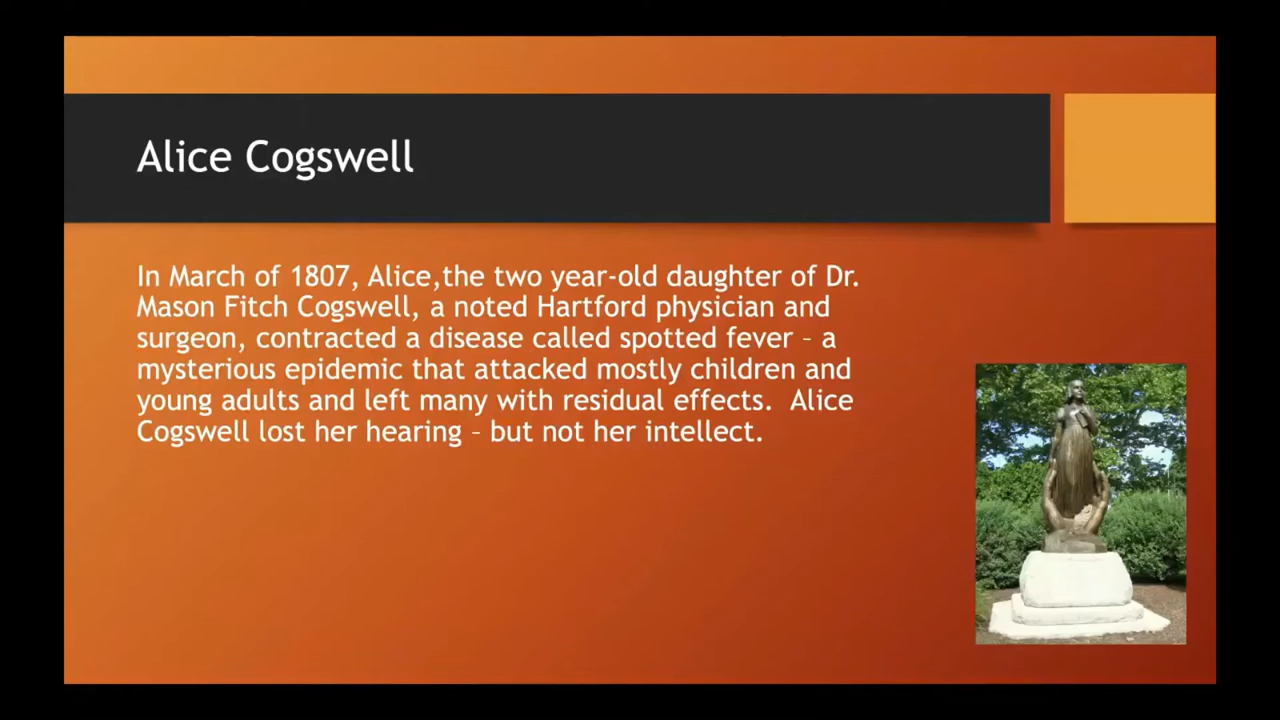 Alice Cogswell
In March of 1807, Alice,the two year-old daughter of Dr.
Mason Fitch Cogswell, a noted Hartford physician and
surgeon, contracted a disease called spotted fever – a
mysterious epidemic that attacked mostly children and
young adults and left many with residual effects.  Alice
Cogswell lost her hearing – but not her intellect.